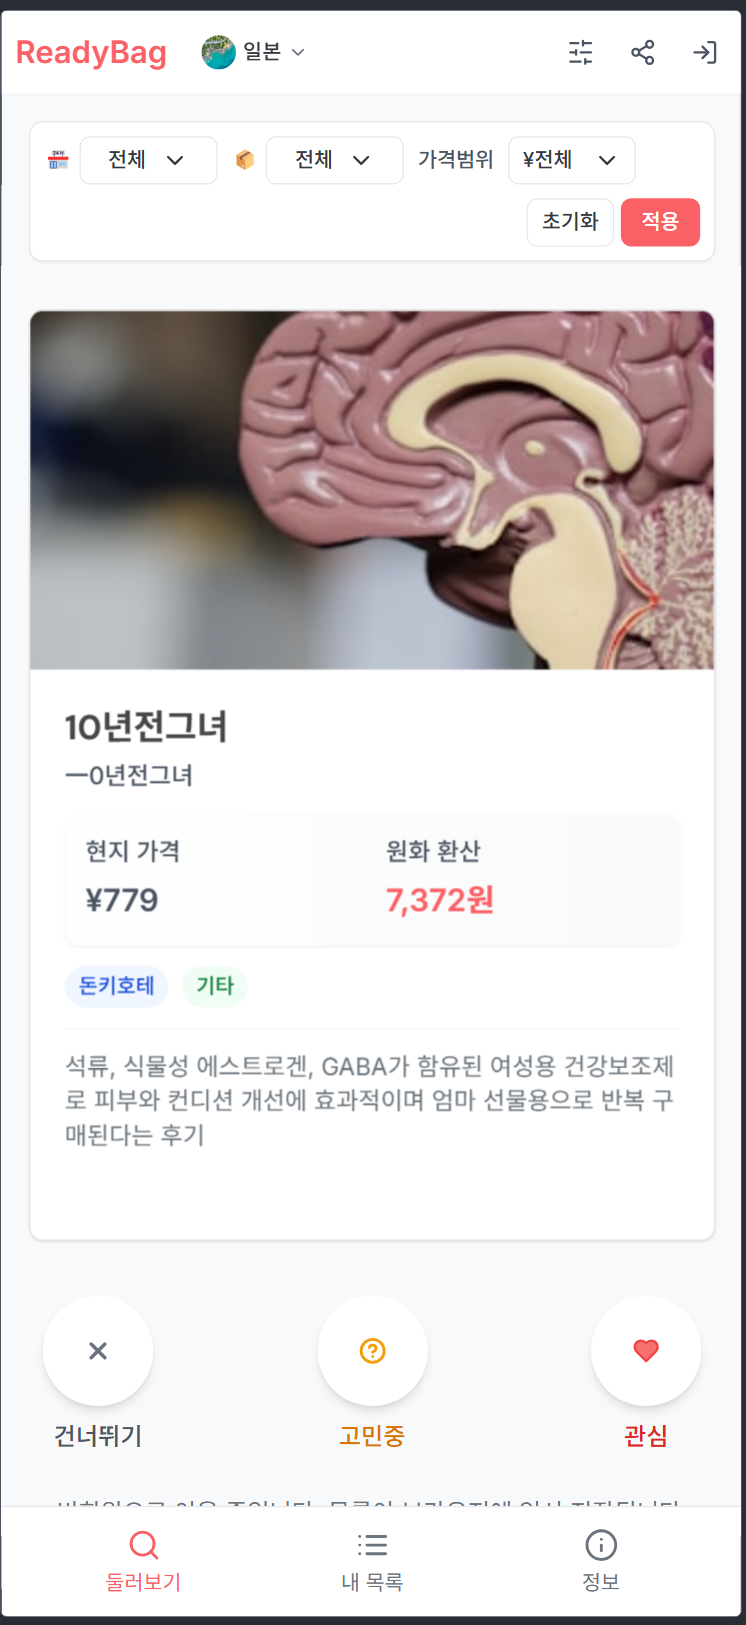 ReadyBag 일본
전체 전체 가격범위 ¥전체
초기화 적용
10년전그녀
一0년전그녀
현지 가격 원화 환산
¥779 7,372원
돈키호테 기타
석류, 식물성 에스트로겐, GABA가 함유된 여성용 건강보조제
로 피부와 컨디션 개선에 효과적이며 엄마 선물용으로 반복 구
매된다는 후기
건너뛰기 고민중 관심
둘러보기 내 목록 정보